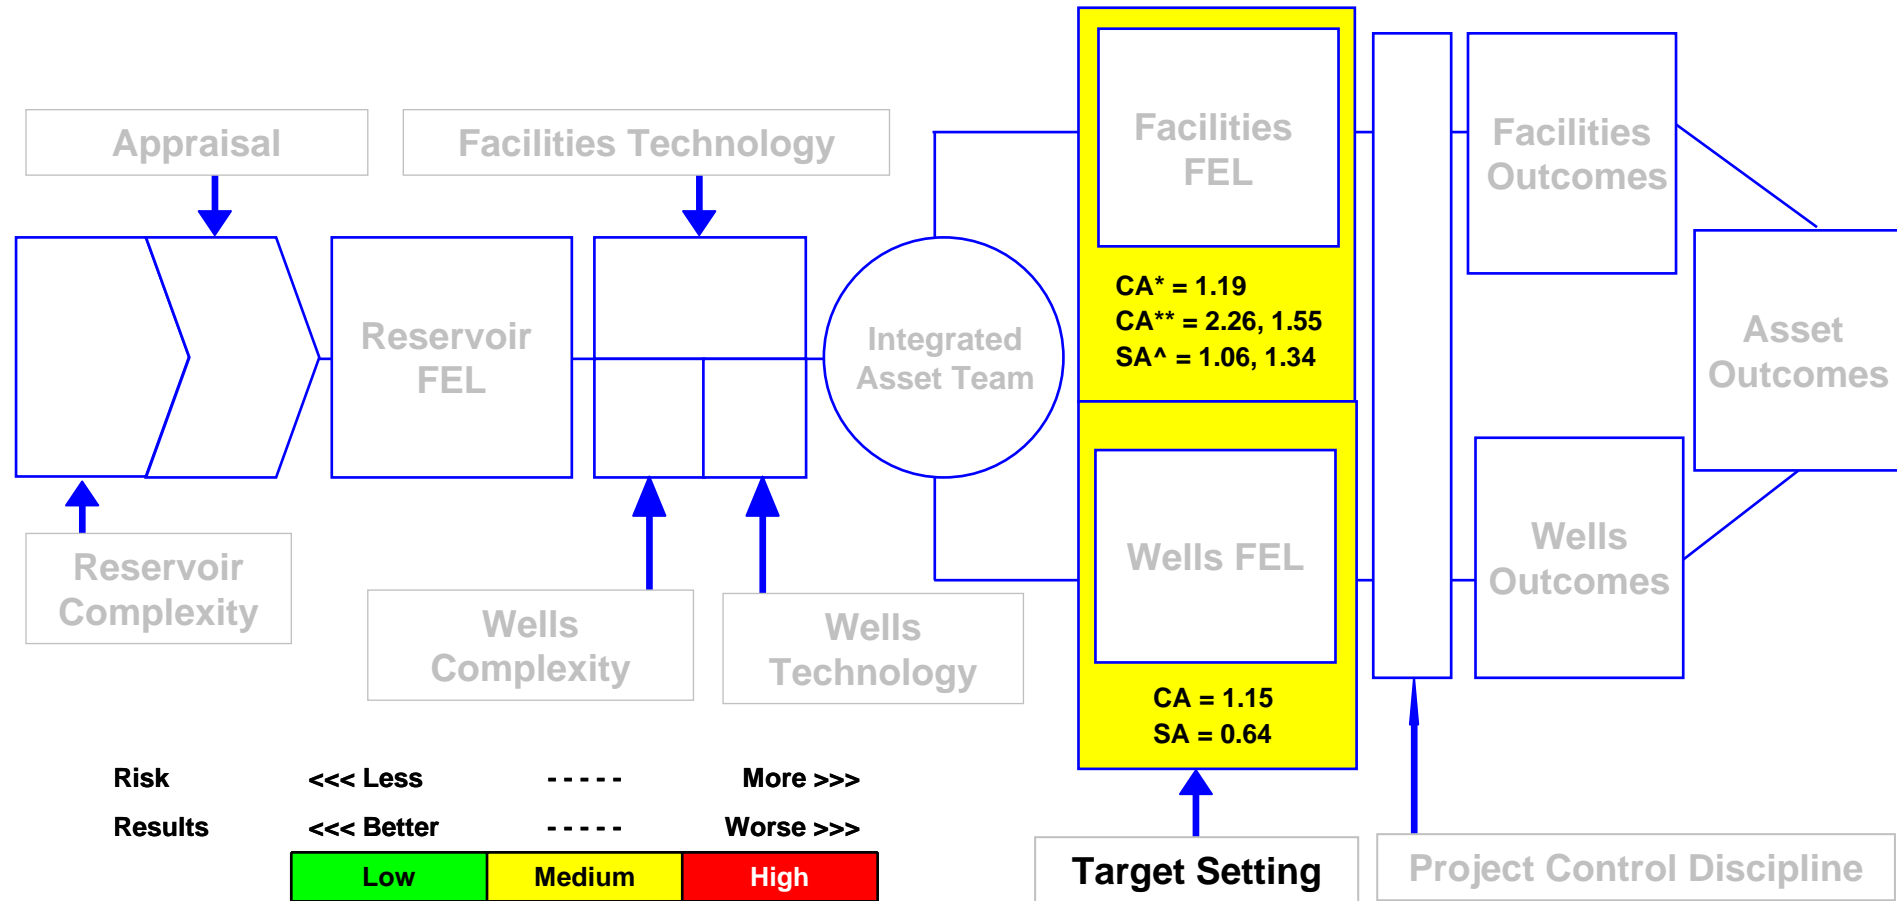 Appraisal
Facilities Technology
Facilities
FEL
Facilities
Outcomes
CA* = 1.19
CA** = 2.26, 1.55
SA^ = 1.06, 1.34
Reservoir
FEL
Integrated
Asset Team
Asset
Outcomes
Reservoir
Complexity
Wells
Complexity
Wells
Technology
Wells FEL
Wells
Outcomes
CA = 1.15
SA = 0.64
Risk <<< Less - - - - - More >>>
Results <<< Better - - - - - Worse >>>
Low Medium High
Target Setting
Project Control Discipline